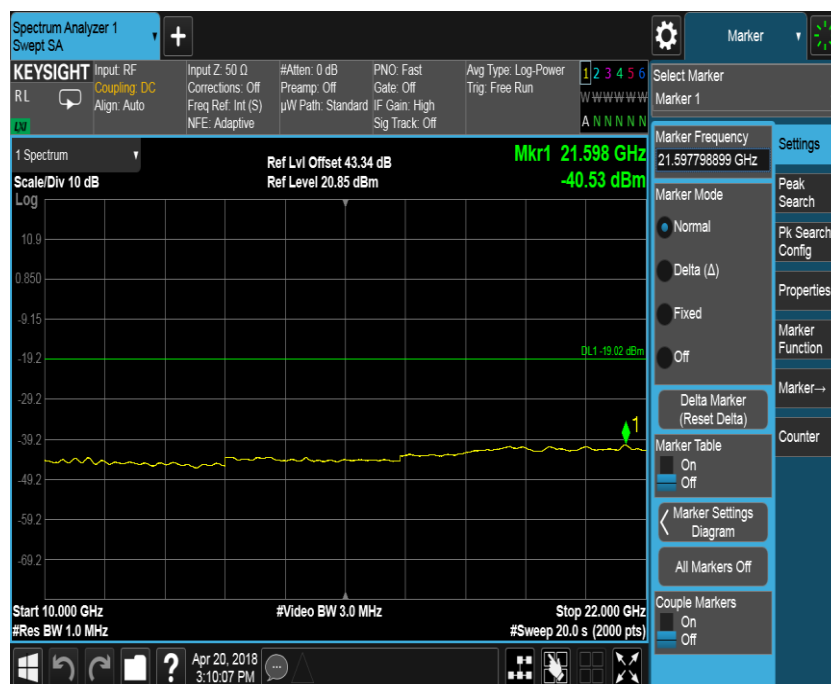 Spectrum Analyzer 1
Swept SA
Marker
KEYSIGHT
RL
LXI
Input: RF
Coupling: DC
Align: Auto
Input Z: 50 Ω
Corrections: Off
Freq Ref: Int (S)
NFE: Adaptive
#Atten: 0 dB
Preamp: Off
µW Path: Standard
PNO: Fast
Gate: Off
IF Gain: High
Sig Track: Off
Avg Type: Log-Power
Trig: Free Run
1 2 3 4 5 6
W W W W W W
A N N N N N
Select Marker
Marker 1
1 Spectrum
Scale/Div 10 dB
Log
Ref Lvl Offset 43.34 dB
Ref Level 20.85 dBm
Mkr1 21.598 GHz
-40.53 dBm
10.9
0.850
-9.15
-19.2
-29.2
-39.2
-49.2
-59.2
-69.2
DL1 -19.02 dBm
1
Start 10.000 GHz
#Res BW 1.0 MHz
#Video BW 3.0 MHz
Stop 22.000 GHz
#Sweep 20.0 s (2000 pts)
Marker Frequency
21.597798899 GHz
Marker Mode
Normal
Delta (Δ)
Fixed
Off
Delta Marker
(Reset Delta)
Marker Table
On
Off
Marker Settings
Diagram
All Markers Off
Couple Markers
On
Off
Settings
Peak
Search
Pk Search
Config
Properties
Marker
Function
Marker→
Counter
?
Apr 20, 2018
3:10:07 PM